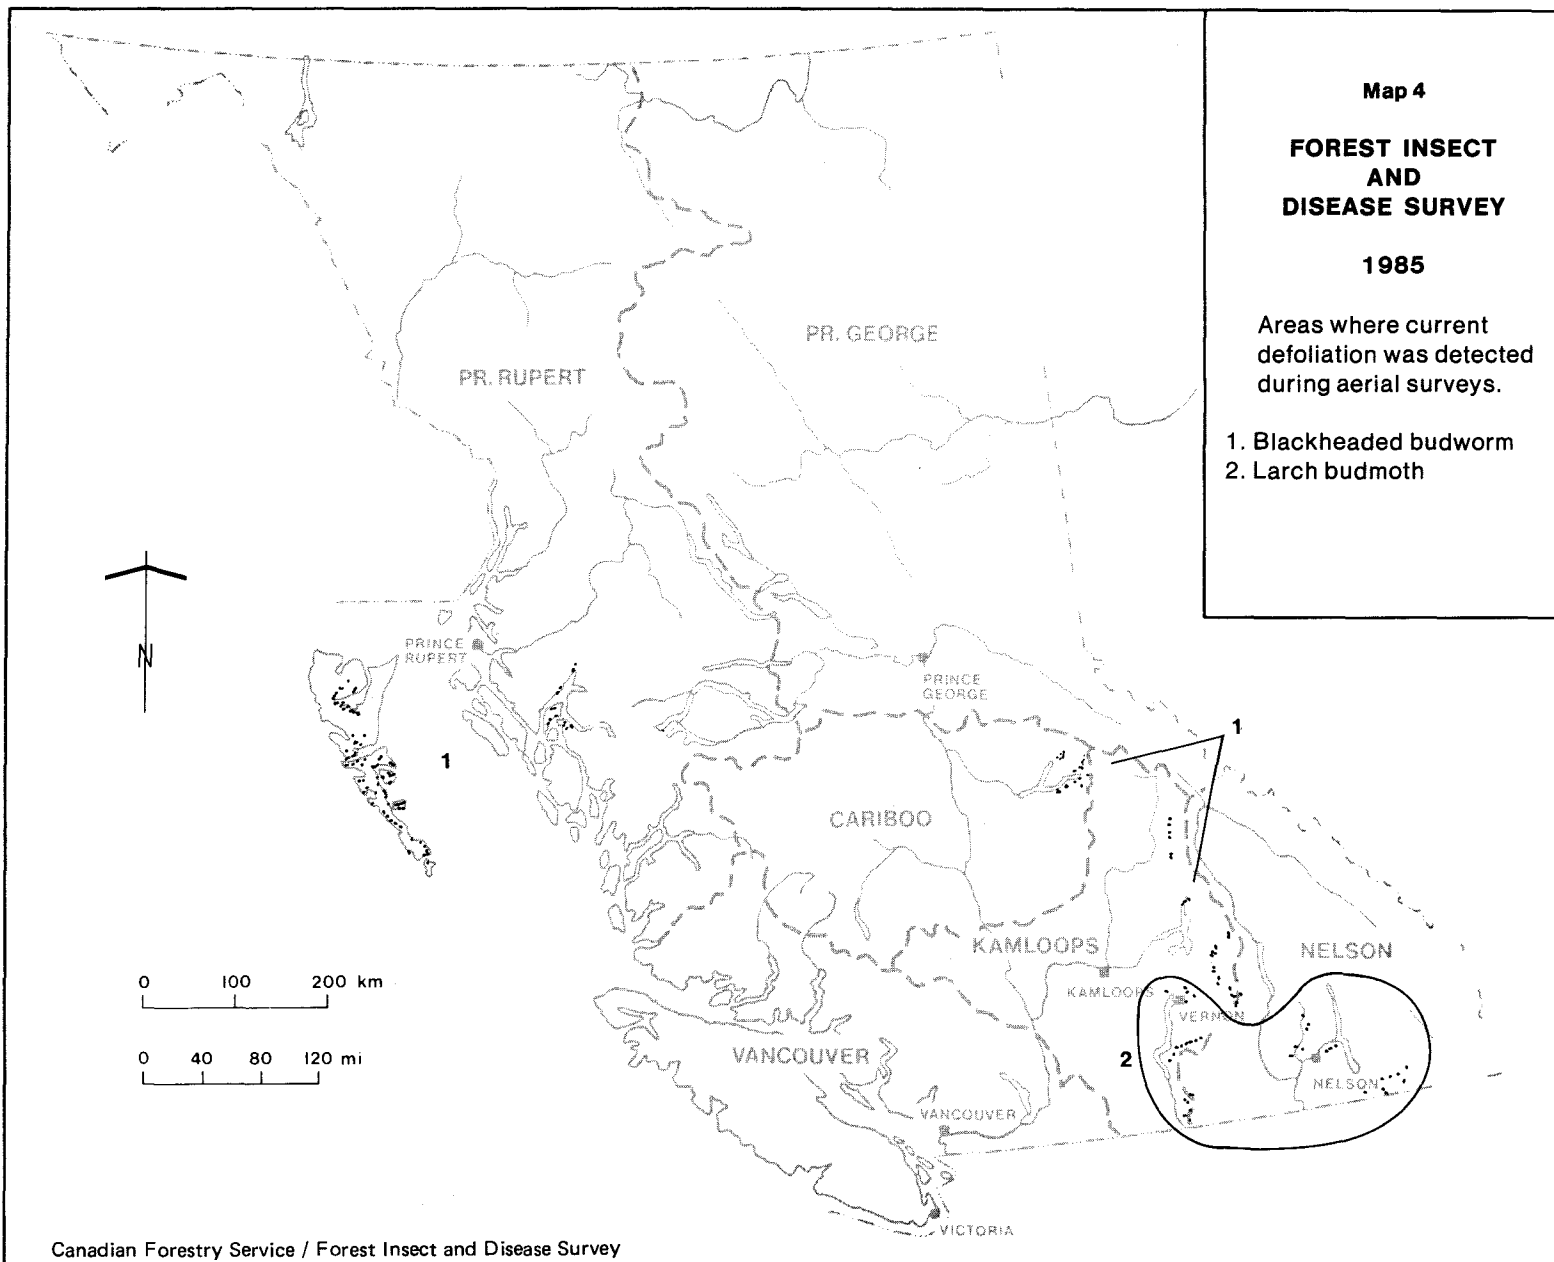 Map 4
FOREST INSECT
AND
DISEASE SURVEY
1985
Areas where current
defoliation was detected
during aerial surveys.
1. Blackheaded budworm
2. Larch budmoth
PR. GEORGE
PR. RUPERT
N
PRINCE
RUPERT
PRINCE
GEORGE
1
1
CARIBOO
KAMLOOPS
NELSON
KAMLOOPS
VERNON
0 100 200 km
0 40 80 120 mi
VANCOUVER
2
NELSON
VANCOUVER
VICTORIA
Canadian Forestry Service / Forest Insect and Disease Survey